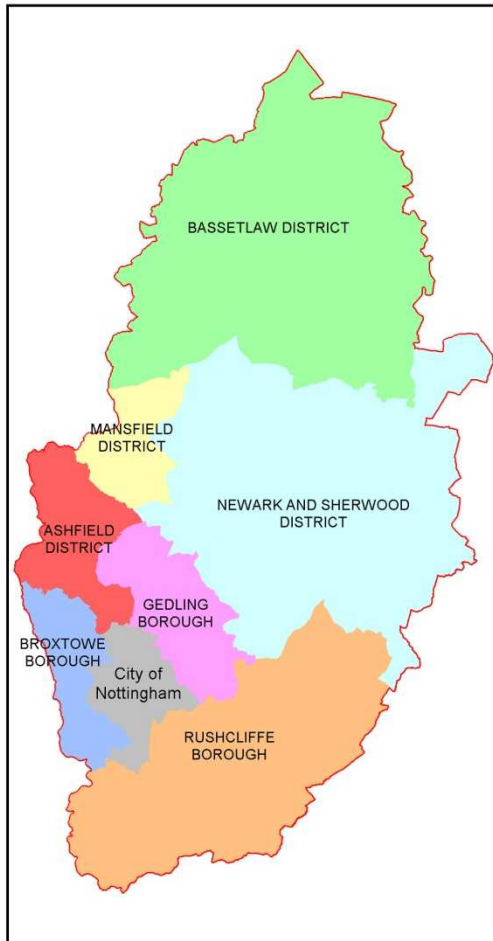 BASSETLAW DISTRICT
MANSFIELD
DISTRICT
NEWARK AND SHERWOOD
DISTRICT
ASHFIELD
DISTRICT
GEDLING
BOROUGH
BROXTOWE
BOROUGH
City of
Nottingham
RUSHCLIFFE
BOROUGH